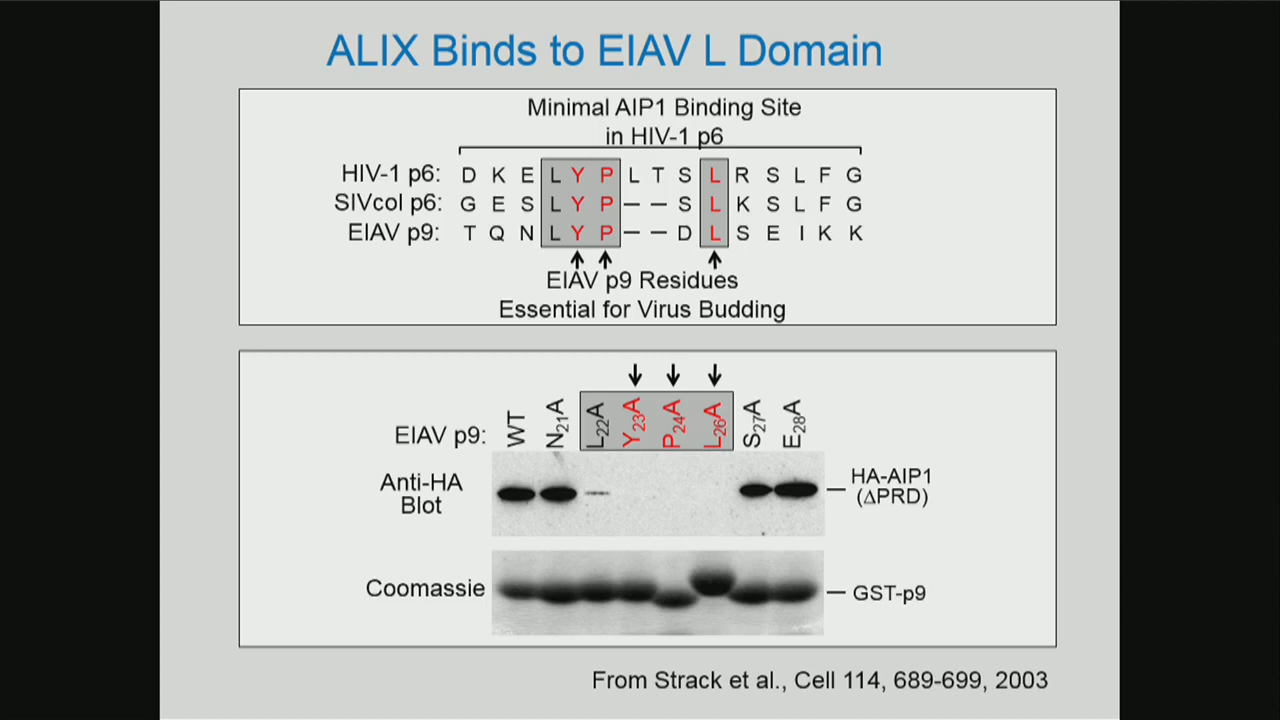 ALIX Binds to EIAV L Domain
Minimal AIP1 Binding Site
in HIV-1 p6
HIV-1 p6: D K E L Y P L T S L R S L F G
SIVcol p6: G E S L Y P – – S L K S L F G
EIAV p9: T Q N L Y P – – D L S E I K K
EIAV p9 Residues
Essential for Virus Budding
EIAV p9: WT N21A L22A Y23A P24A L26A S27A E28A
Anti-HA
Blot
HA-AIP1
(ΔPRD)
Coomassie
GST-p9
From Strack et al., Cell 114, 689-699, 2003